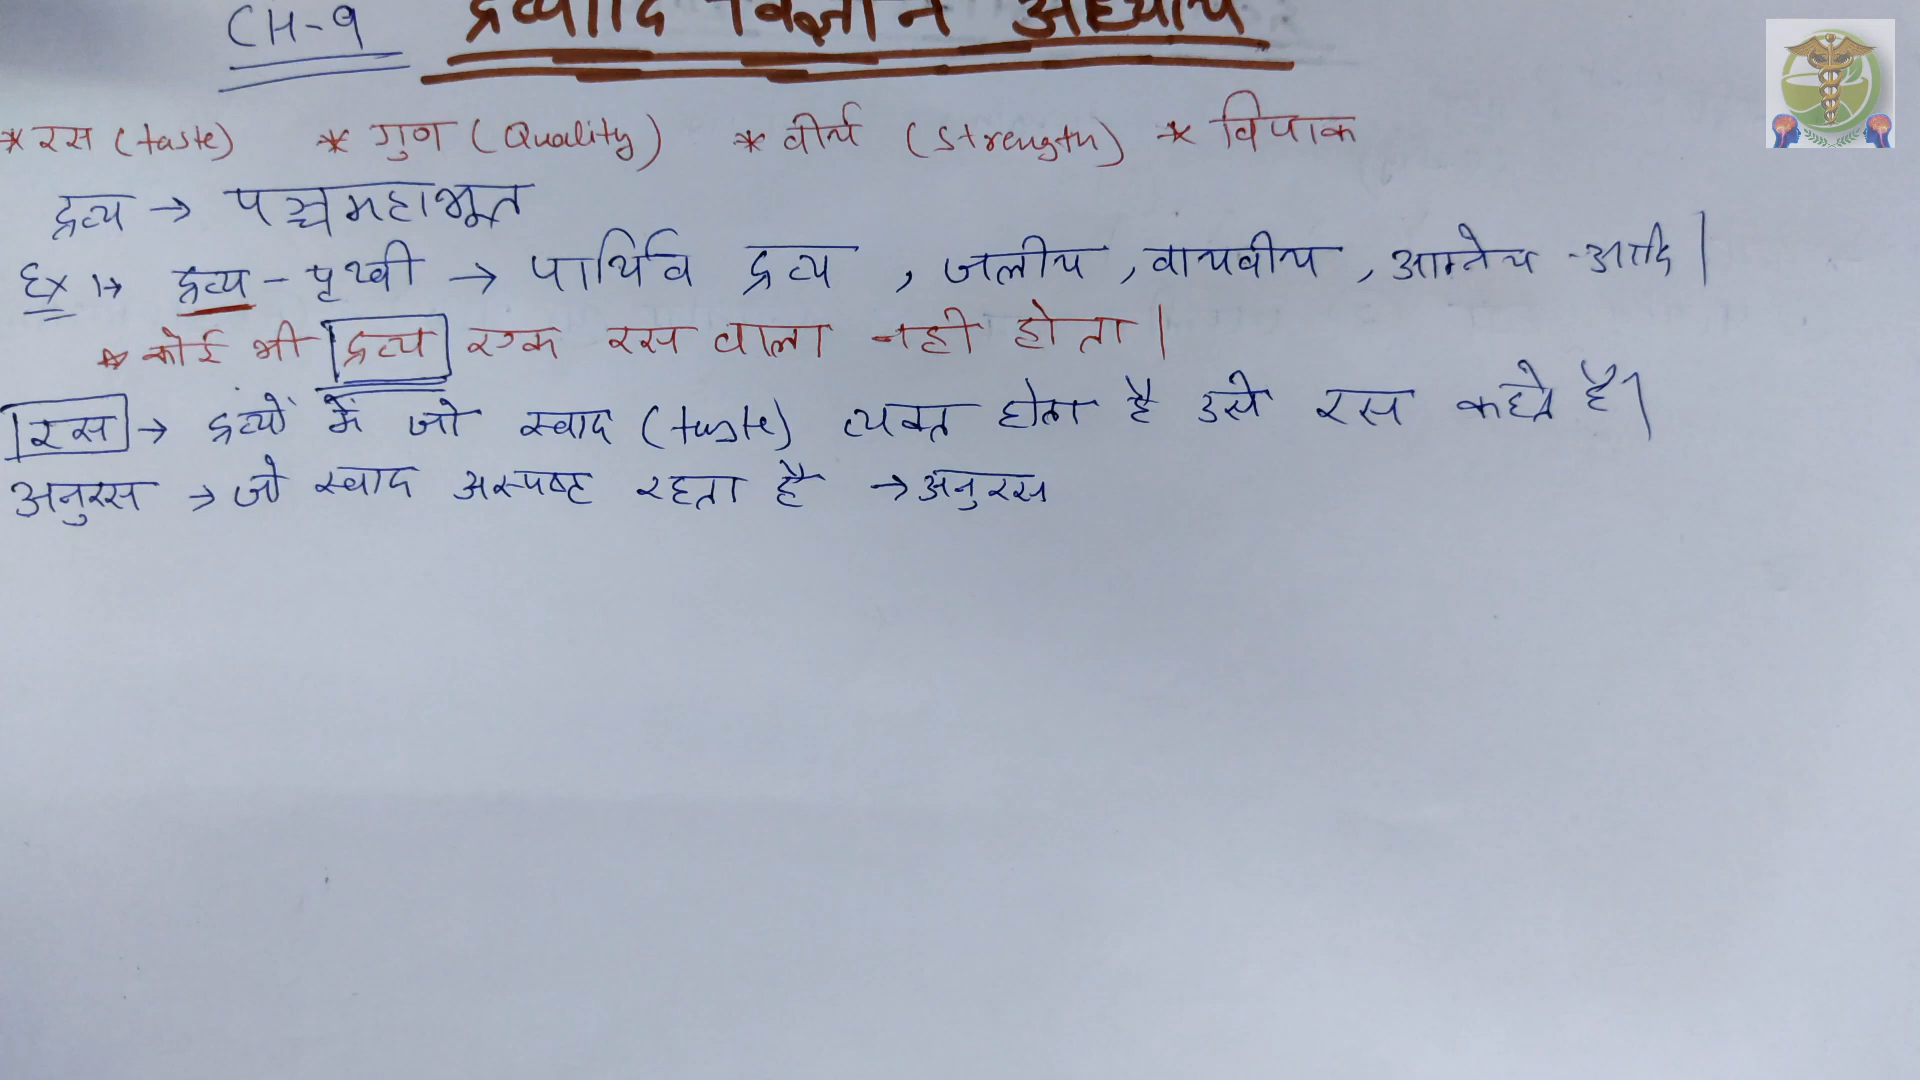 CH-9 द्रव्यादि विज्ञान अध्याय
* रस (taste) * गुण (Quality) * वीर्य (Strength) * विपाक
द्रव्य → पञ्चमहाभूत
Ex 1→ द्रव्य - पृथ्वी → पार्थिव द्रव्य , जलीय , वायवीय , आग्नेय - आदि |
* कोई भी द्रव्य एक रस वाला नही होता |
रस → द्रव्यों में जो स्वाद (taste) व्यक्त होता है उसे रस कहते है |
अनुरस → जो स्वाद अस्पष्ट रहता है → अनुरस